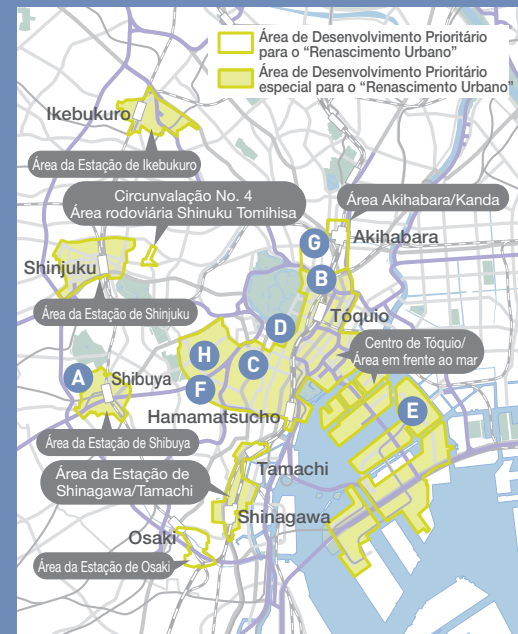 Área de Desenvolvimento Prioritário
para o “Renascimento Urbano”
Área de Desenvolvimento Prioritário
especial para o “Renascimento Urbano”
Ikebukuro
Área da Estação de Ikebukuro
Circunvalação No. 4
Área rodoviária Shinuku Tomihisa
Área Akihabara/Kanda
G
Akihabara
Shinjuku
B
Área da Estação de Shinjuku
Tóquio
D
Centro de Tóquio/
Área em frente ao mar
H
C
A
Shibuya
F
E
Hamamatsucho
Área da Estação de Shibuya
Tamachi
Área da Estação de
Shinagawa/Tamachi
Shinagawa
Osaki
Área da Estação de Osaki